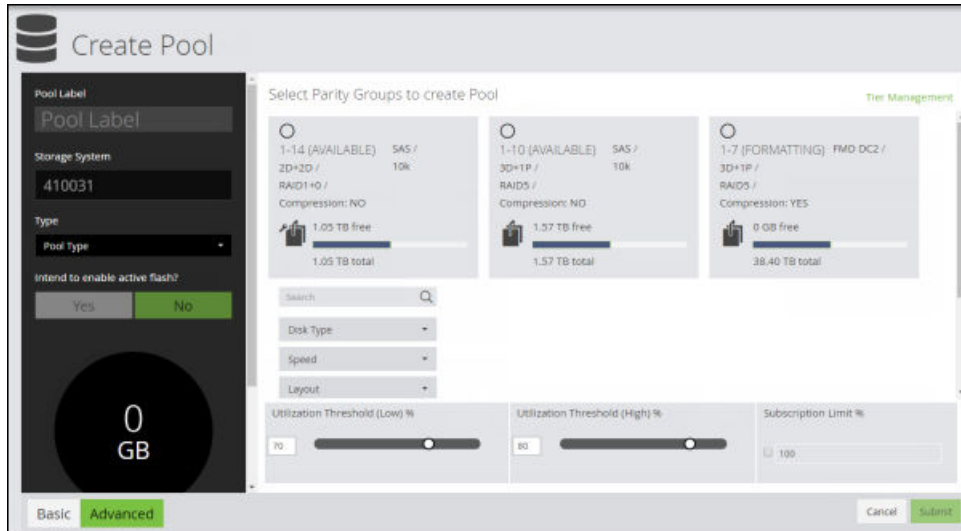 Create Pool
Pool Label
Pool Label
Storage System
410031
Type
Pool Type
Intend to enable active flash?
Yes No
0
GB
Select Parity Groups to create Pool
Tier Management
1-14 (AVAILABLE) SAS /
2D+2D / 10k
RAID1+0 /
Compression: NO
1.05 TB free
1.05 TB total
1-10 (AVAILABLE) SAS /
3D+1P / 10k
RAID5 /
Compression: NO
1.57 TB free
1.57 TB total
1-7 (FORMATTING) FMD DC2 /
3D+1P /
RAID5 /
Compression: YES
0 GB free
38.40 TB total
Search
Disk Type
Speed
Layout
Utilization Threshold (Low) %
70
Utilization Threshold (High) %
80
Subscription Limit %
100
Basic Advanced
Cancel Submit